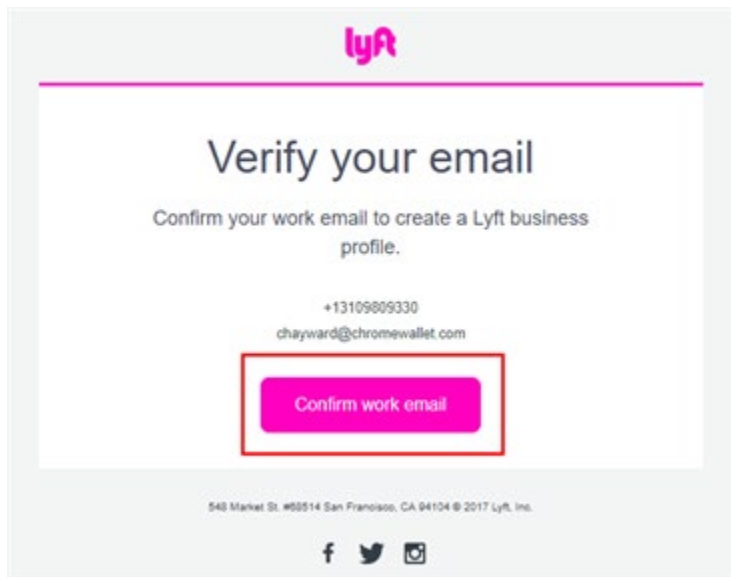 lyft
Verify your email
Confirm your work email to create a Lyft business
profile.
+13109809330
chayward@chromewallet.com
Confirm work email
548 Market St. #68514 San Francisco, CA 94104 © 2017 Lyft, Inc.